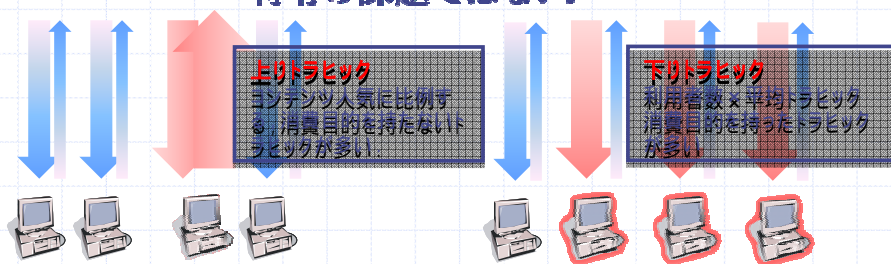 上りトラヒック
コンテンツ人気に比例す
る,消費目的を持たないト
ラヒックが多い.
下りトラヒック
利用者数×平均トラヒック
消費目的を持ったトラヒック
が多い